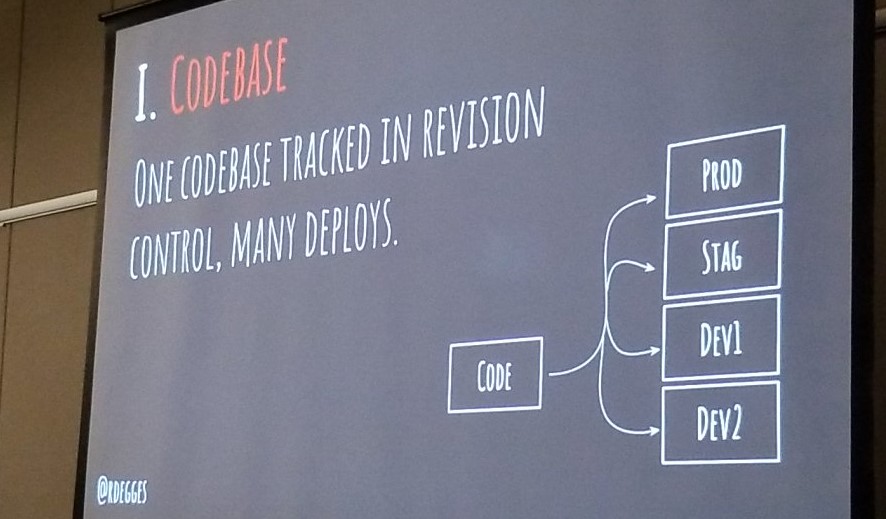 I. CODEBASE
ONE CODEBASE TRACKED IN REVISION
CONTROL, MANY DEPLOYS.
PROD
STAG
DEV1
CODE
DEV2
@RDEGGES